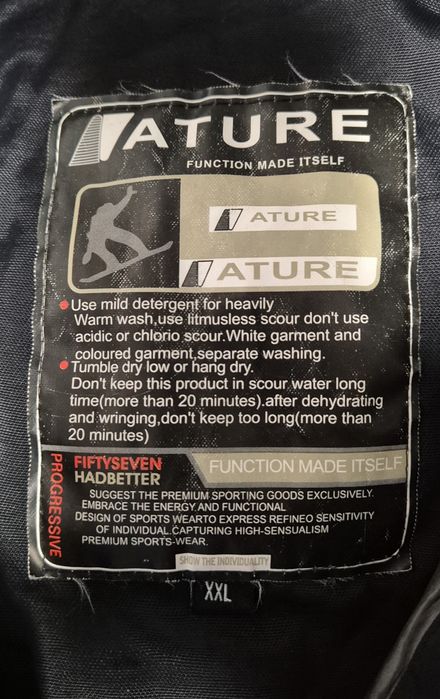 ATURE
FUNCTION MADE ITSELF
ATURE
ATURE
Use mild detergent for heavily
Warm wash,use litmusless scour don't use
acidic or chlorio scour.White garment and
coloured garment,separate washing.
Tumble dry low or hang dry.
Don't keep this product in scour water long
time(more than 20 minutes).after dehydrating
and wringing,don't keep too long(more than
20 minutes)
PROGRESSIVE
FIFTYSEVEN
HADBETTER
FUNCTION MADE ITSELF
SUGGEST THE PREMIUM SPORTING GOODS EXCLUSIVELY.
EMBRACE THE ENERGY AND FUNCTIONAL
DESIGN OF SPORTS WEARTO EXPRESS REFINEO SENSITIVITY
OF INDIVIDUAL.CAPTURING HIGH-SENSUALISM
PREMIUM SPORTS-WEAR.
SHOW THE INDIVIDUALITY
XXL